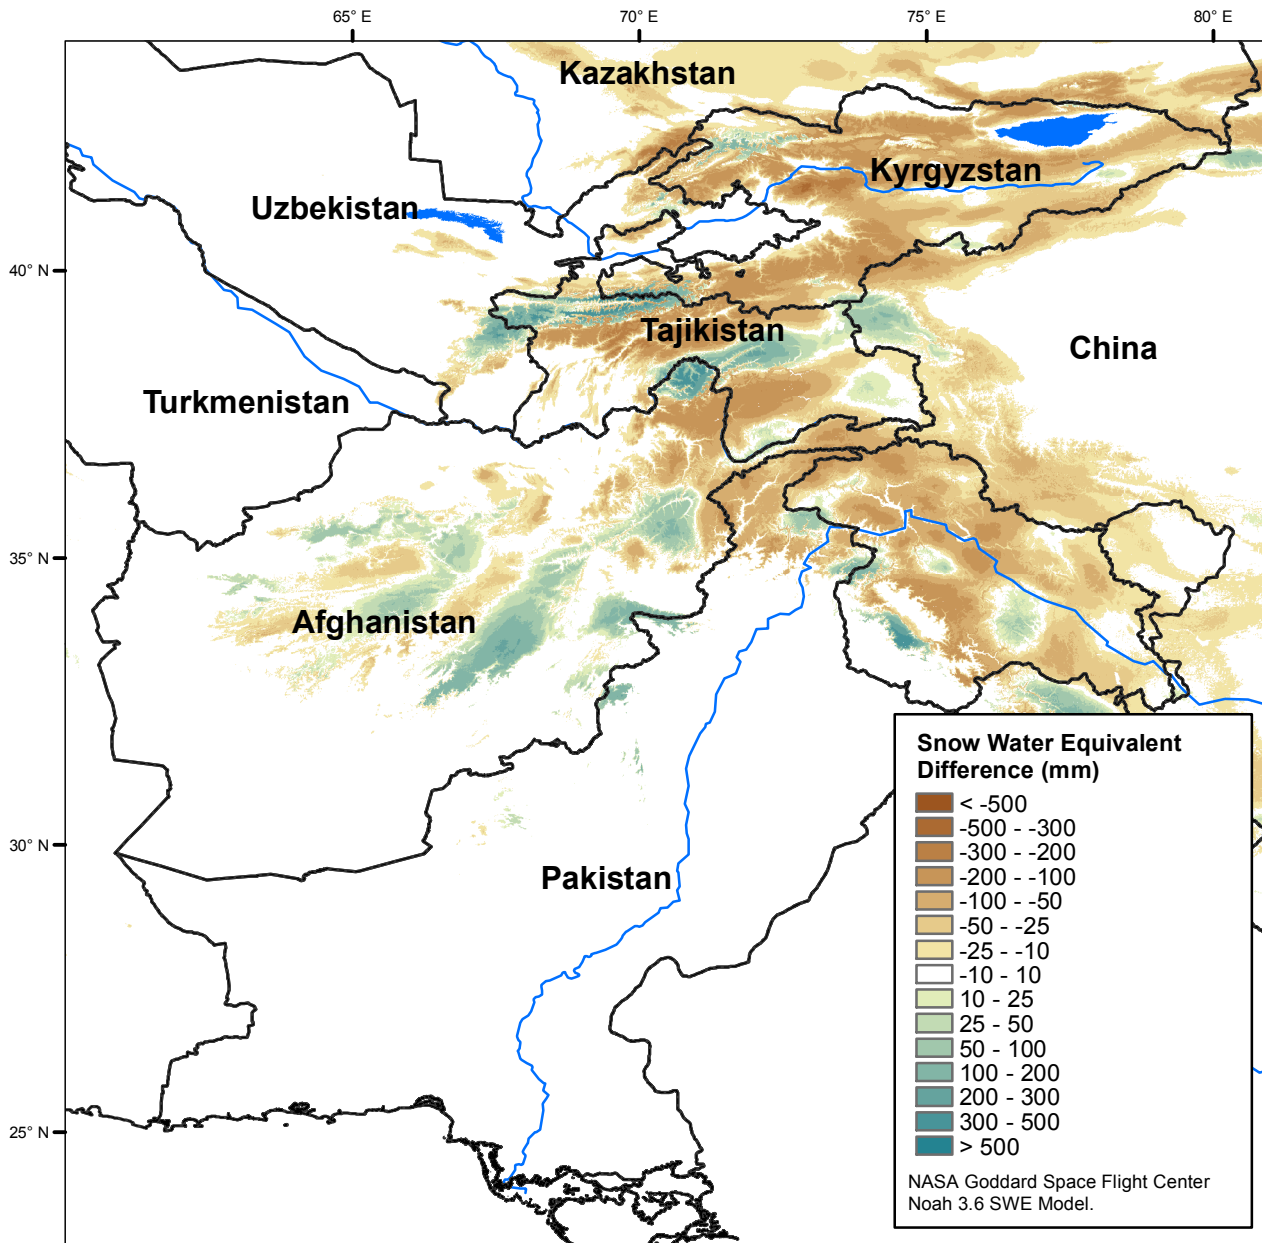 65° E
70° E
75° E
80° E
Kazakhstan
Kyrgyzstan
Uzbekistan
40° N
Tajikistan
China
Turkmenistan
35° N
Afghanistan
30° N
Pakistan
25° N
Snow Water Equivalent
Difference (mm)
< -500
-500 - -300
-300 - -200
-200 - -100
-100 - -50
-50 - -25
-25 - -10
-10 - 10
10 - 25
25 - 50
50 - 100
100 - 200
200 - 300
300 - 500
> 500
NASA Goddard Space Flight Center
Noah 3.6 SWE Model.